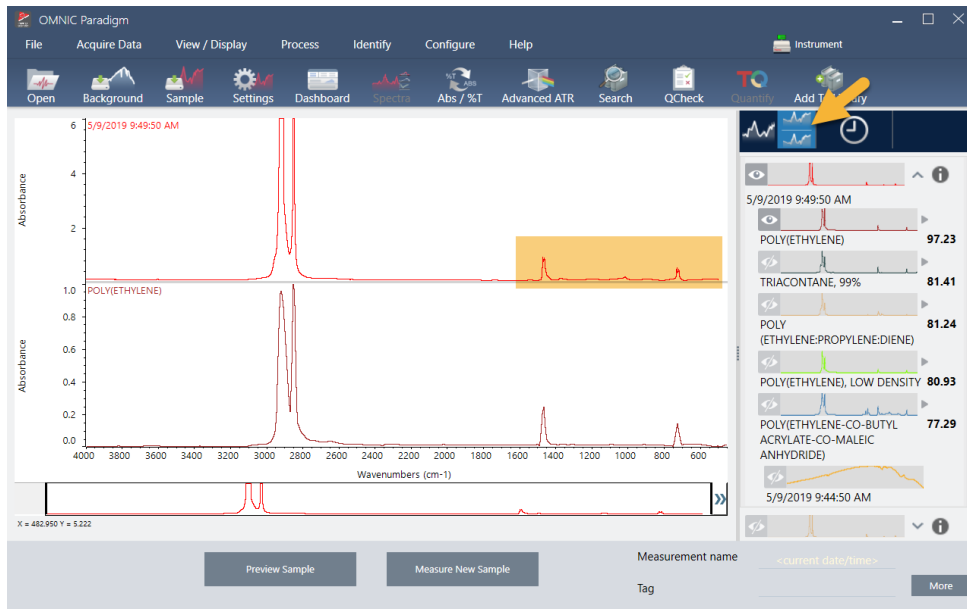 OMNIC Paradigm
File Acquire Data View / Display Process Identify Configure Help Instrument
%T ABS TQ
Open Background Sample Settings Dashboard Spectra Abs / %T Advanced ATR Search QCheck Quantify
6 5/9/2019 9:49:50 AM
4
2
Absorbance
1.0 POLY(ETHYLENE)
0.8
0.6
0.4
0.2
0.0
Absorbance
4000 3800 3600 3400 3200 3000 2800 2600 2400 2200 2000 1800 1600 1400 1200 1000 800 600
Wavenumbers (cm-1)
X = 482.950 Y = 5.222
5/9/2019 9:49:50 AM
POLY(ETHYLENE) 97.23
TRIACONTANE, 99% 81.41
POLY 81.24
(ETHYLENE:PROPYLENE:DIENE)
POLY(ETHYLENE), LOW DENSITY 80.93
POLY(ETHYLENE-CO-BUTYL 77.29
ACRYLATE-CO-MALEIC
ANHYDRIDE)
5/9/2019 9:44:50 AM
Preview Sample Measure New Sample
Measurement name <current date/time>
Tag
More